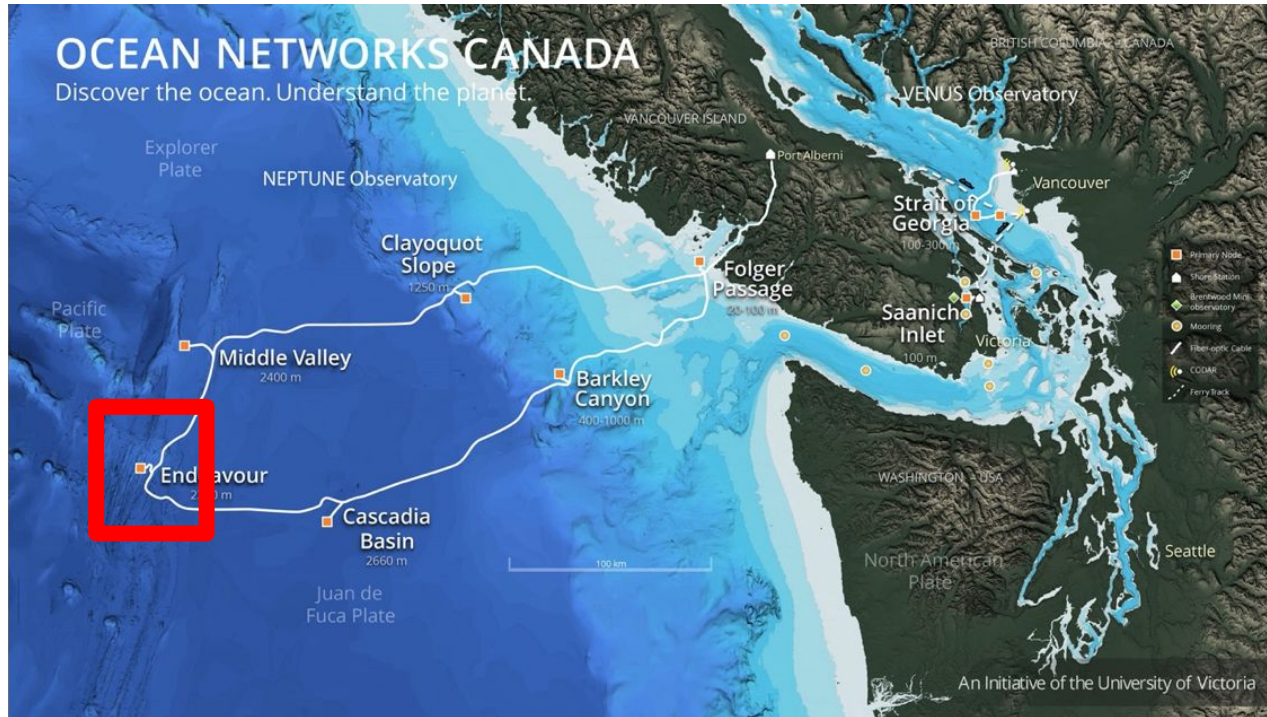 OCEAN NETWORKS CANADA
Discover the ocean. Understand the planet.
BRITISH COLUMBIA - CANADA
VENUS Observatory
VANCOUVER ISLAND
Explorer
Plate
Port Alberni
NEPTUNE Observatory
Vancouver
Strait of
Georgia
100-300 m
Clayoquot
Slope
1250 m
Folger
Passage
20-100 m
Primary Node
Shore Station
Brentwood Mini
observatory
Mooring
Fiber-optic Cable
CODAR
Ferry Track
Pacific
Plate
Saanich
Inlet
100 m
Victoria
Middle Valley
2400 m
Barkley
Canyon
400-1000 m
Endeavour
m
WASHINGTON - USA
Cascadia
Basin
2660 m
100 km
North American
Plate
Seattle
Juan de
Fuca Plate
An Initiative of the University of Victoria